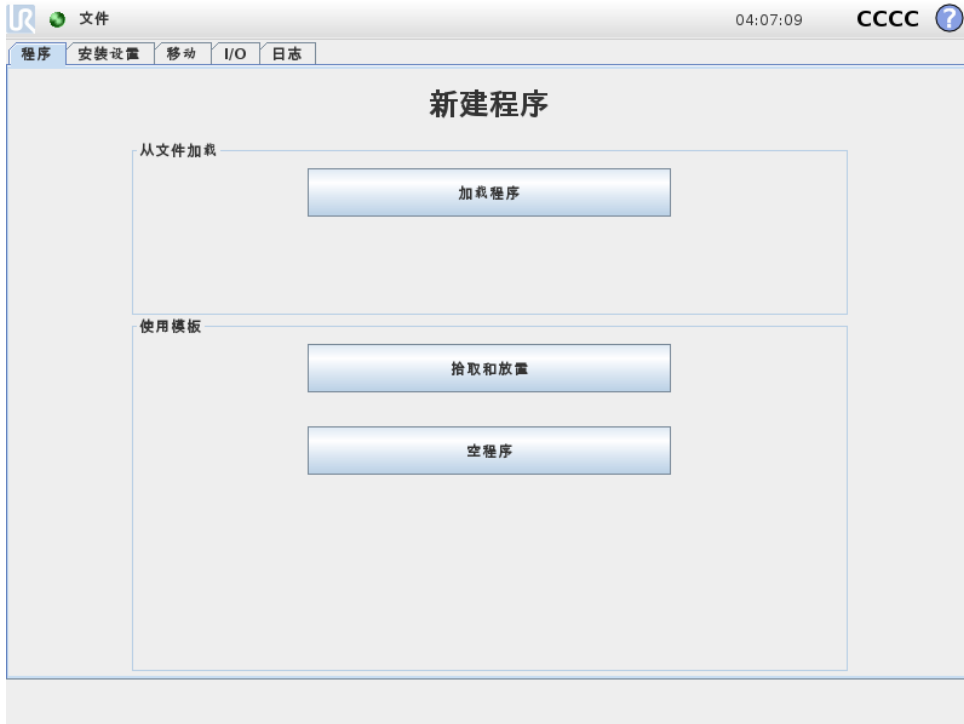 UR 文件 04:07:09 CCCC ?
程序 安装设置 移动 I/O 日志
新建程序
从文件加载
加载程序
使用模板
拾取和放置
空程序